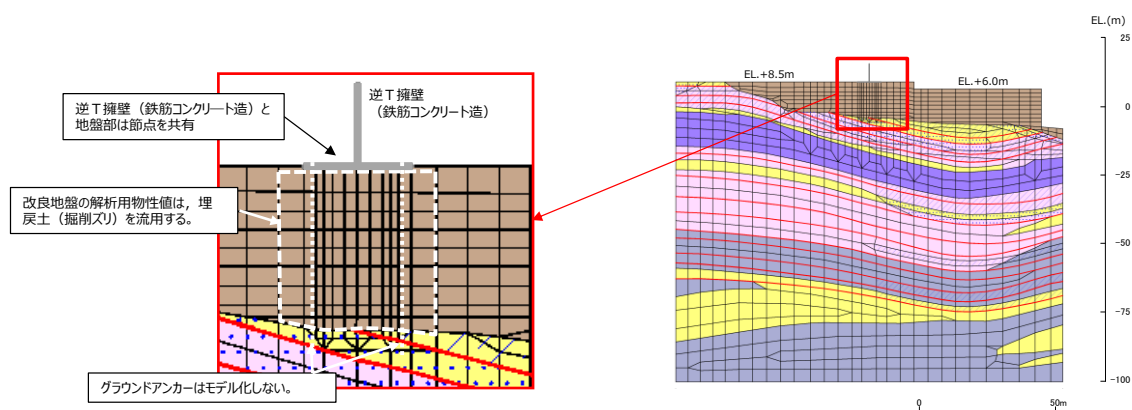 逆Ｔ擁壁（鉄筋コンクリート造）と
地盤部は節点を共有
逆Ｔ擁壁
（鉄筋コンクリート造）
改良地盤の解析用物性値は，埋
戻土（掘削ズリ）を流用する。
グラウンドアンカーはモデル化しない。
EL.(m)
EL.+8.5m
EL.+6.0m
25
0
−25
−50
−75
−100
0
50m